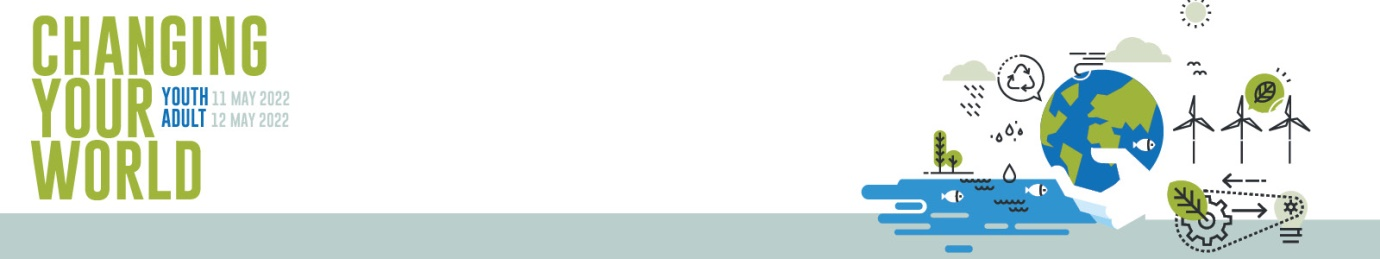 CHANGING
YOUR
YOUTH 11 MAY 2022
ADULT 12 MAY 2022
WORLD